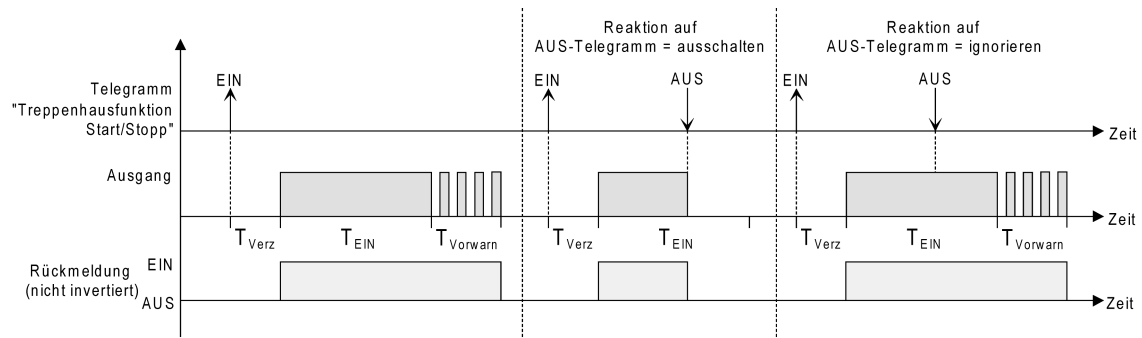 Reaktion auf
AUS-Telegramm = ausschalten
Reaktion auf
AUS-Telegramm = ignorieren
Telegramm
"Treppenhausfunktion
Start/Stopp"
EIN
EIN
AUS
EIN
AUS
Zeit
Ausgang
Zeit
T Verz
T EIN
T Vorwarn
T Verz
T EIN
T Verz
T EIN
T Vorwarn
Rückmeldung
(nicht invertiert)
EIN
AUS
Zeit